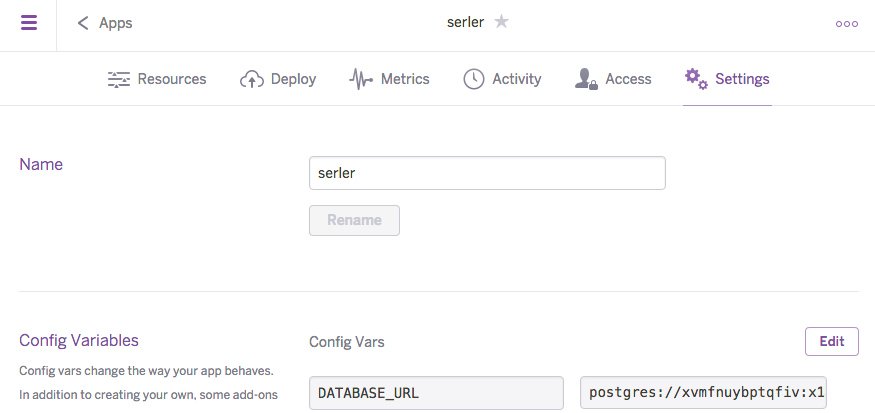 Apps
serler
Resources
Deploy
Metrics
Activity
Access
Settings
Name
serler
Rename
Config Variables
Config Vars
Edit
Config vars change the way your app behaves.
In addition to creating your own, some add-ons
DATABASE_URL
postgres://xvmfnuybptqfiv:x1